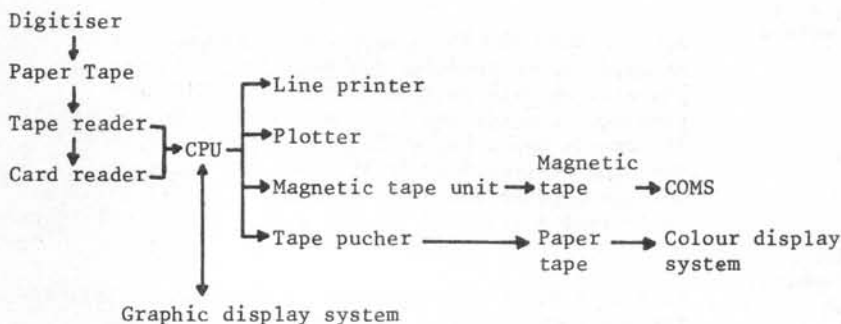 Digitiser
Paper Tape
Line printer
Tape reader
CPU
Plotter
Card reader
Magnetic tape unit
Magnetic
tape
COMS
Tape pucher
Paper
tape
Colour display
system
Graphic display system